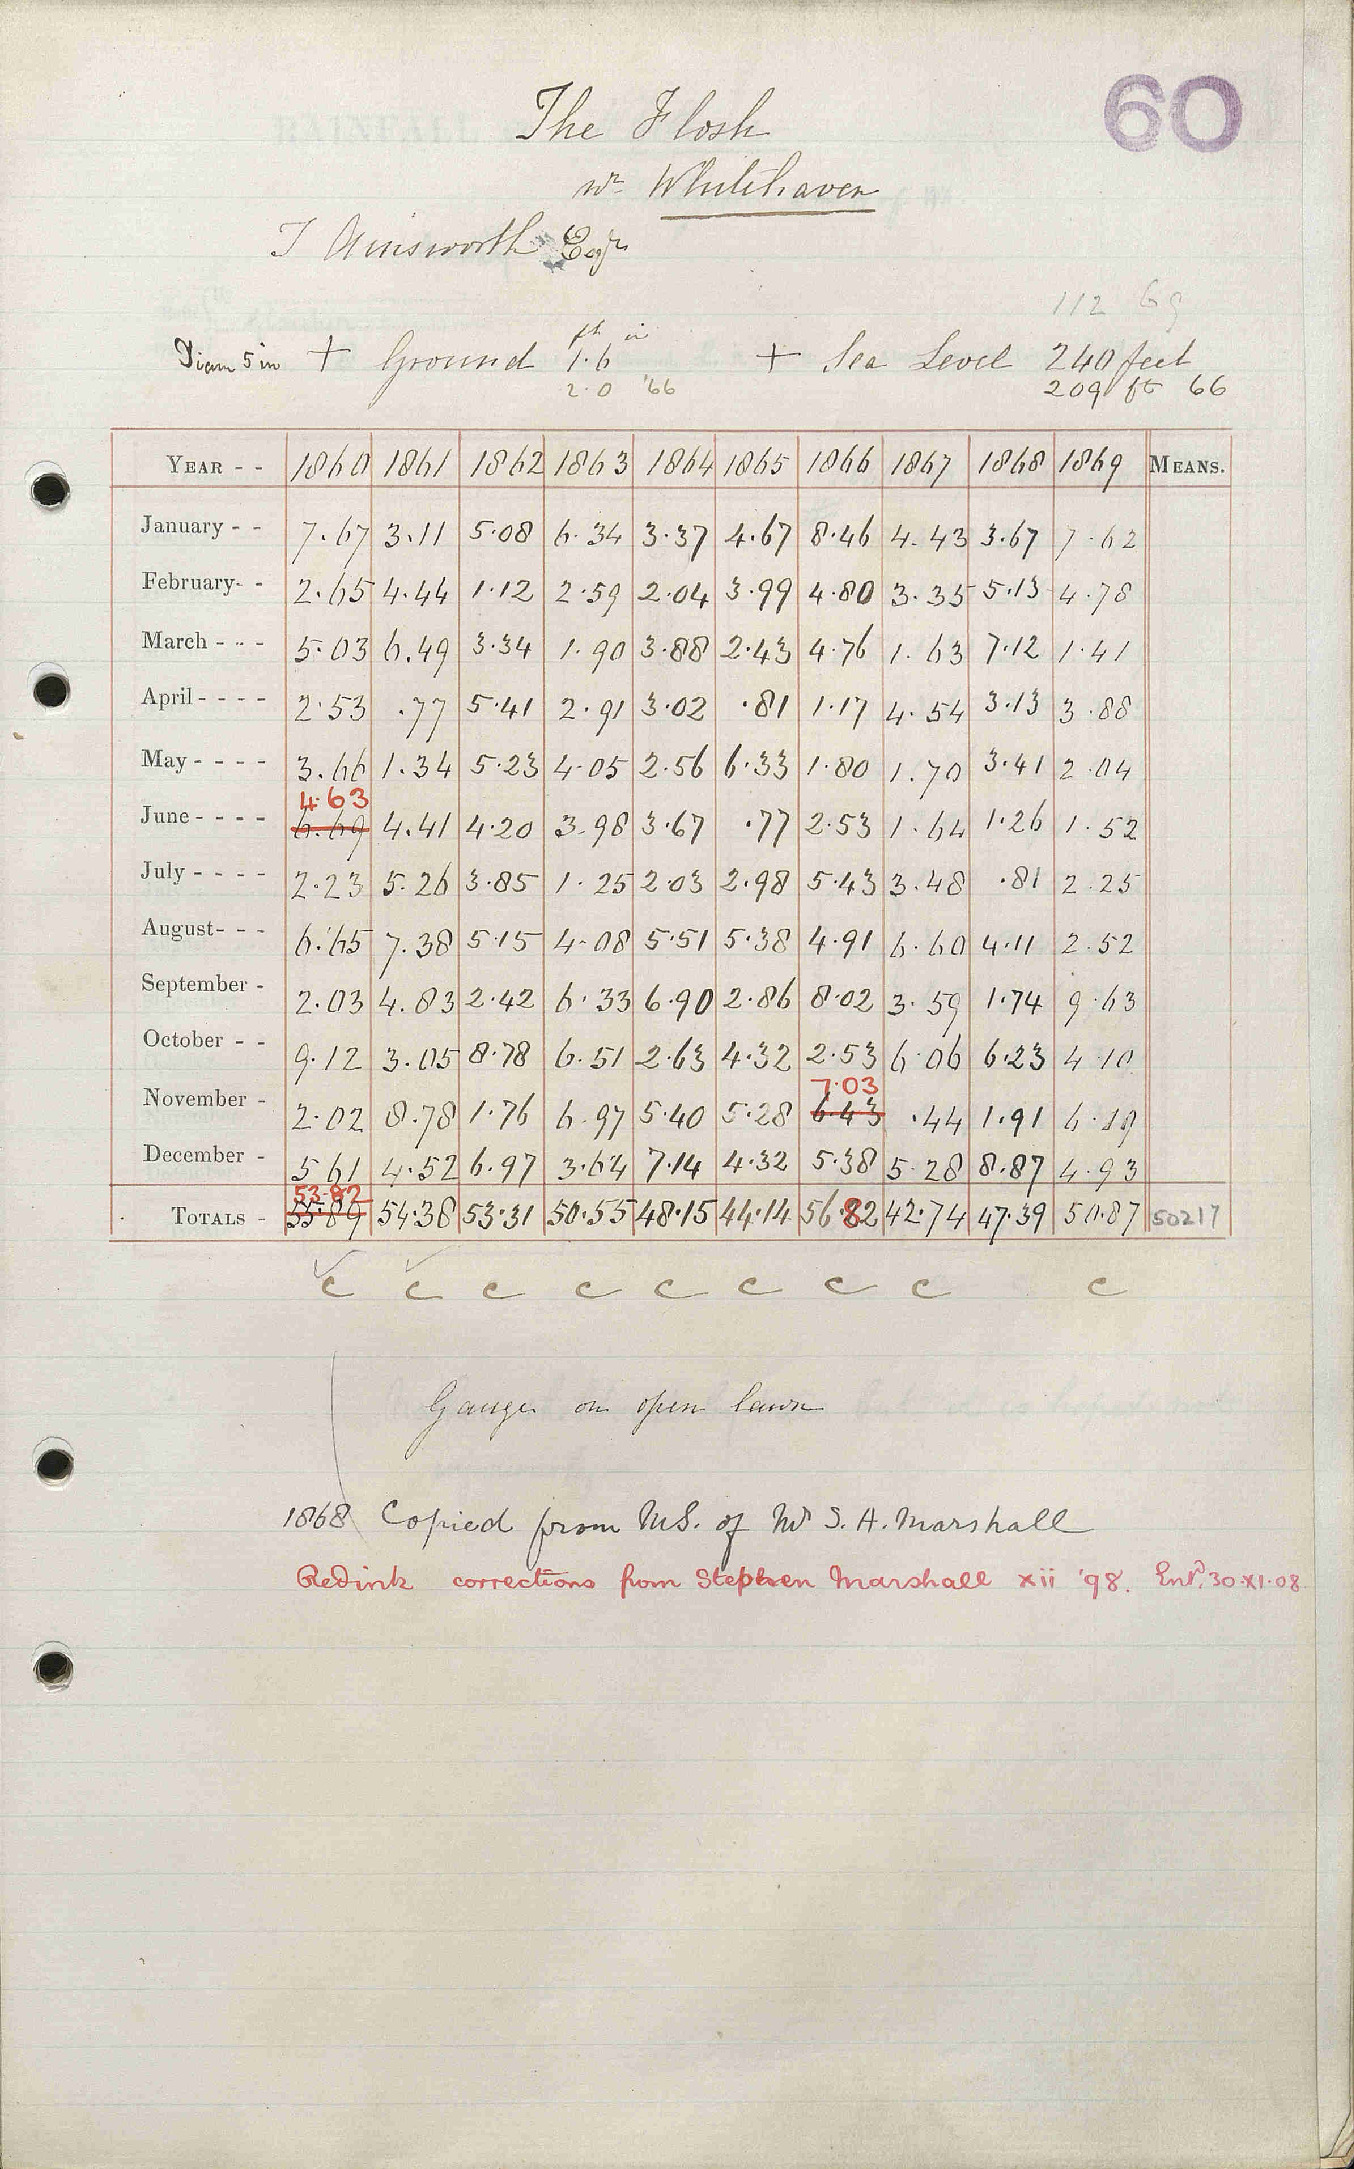 60
The Flosh
nr Whitehaven
T Ainsworth Esqr
112 69
Diam 5 in + Ground 1 ft. 6 in + Sea Level 240 feet
2.0 '66 209 ft 66
YEAR - - 1860 1861 1862 1863 1864 1865 1866 1867 1868 1869 MEANS.
January - - 7.67 3.11 5.08 6.34 3.37 4.67 8.46 4.43 3.67 7.62
February- - 2.65 4.44 1.12 2.59 2.04 3.99 4.80 3.35 5.13 4.78
March - - - 5.03 6.49 3.34 1.90 3.88 2.43 4.76 1.63 7.12 1.41
April - - - - 2.53 .77 5.41 2.91 3.02 .81 1.17 4.54 3.13 3.88
May - - - - 3.66 1.34 5.23 4.05 2.56 6.33 1.80 1.70 3.41 2.04
4.63
June - - - - 6.69 4.41 4.20 3.98 3.67 .77 2.53 1.64 1.26 1.52
July - - - - 2.23 5.26 3.85 1.25 2.03 2.98 5.43 3.48 .81 2.25
August- - - 6.65 7.38 5.15 4.08 5.51 5.38 4.91 6.60 4.11 2.52
September - 2.03 4.83 2.42 6.33 6.90 2.86 8.02 3.59 1.74 9.63
October - - 9.12 3.05 8.78 6.51 2.63 4.32 2.53 6.06 6.23 4.10
7.03
November - 2.02 8.78 1.76 6.97 5.40 5.28 6.43 .44 1.91 6.19
December - 5.61 4.52 6.97 3.64 7.14 4.32 5.38 5.28 8.87 4.93
53.82
TOTALS - 55.89 54.38 53.31 50.55 48.15 44.14 56.82 42.74 47.39 50.87 50217
c c c c c c c c c
Gauge on open lawn
1868 Copied from M.S. of Mr S. A. Marshall
Red ink corrections from Stephen Marshall xii '98. Entd. 30.XI.08